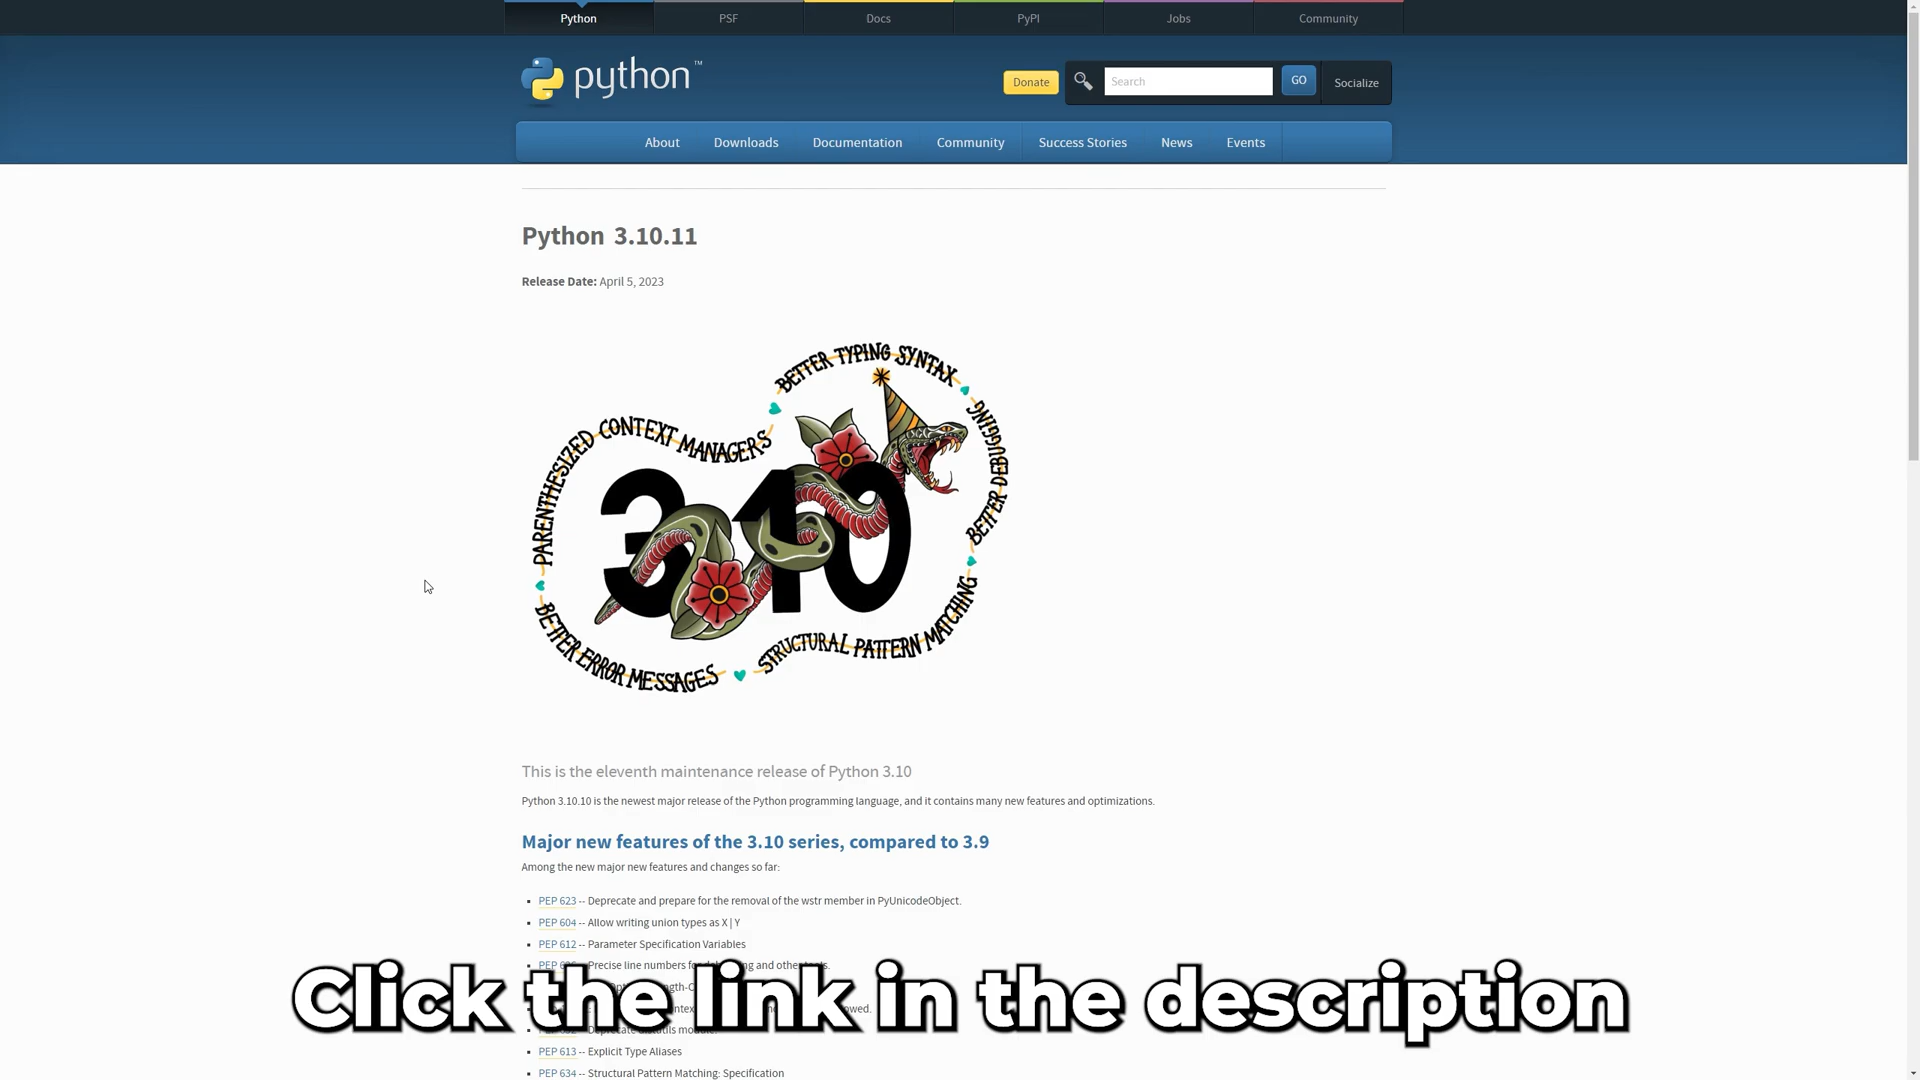 Python
PSF
Docs
PyPI
Jobs
Community
python™
Donate
Search
GO
Socialize
About
Downloads
Documentation
Community
Success Stories
News
Events
Python 3.10.11
Release Date: April 5, 2023
PARENTHESIZED CONTEXT MANAGERS
BETTER TYPING SYNTAX
BETTER DEBUGGING
STRUCTURAL PATTERN MATCHING
BETTER ERROR MESSAGES
3.10
This is the eleventh maintenance release of Python 3.10
Python 3.10.10 is the newest major release of the Python programming language, and it contains many new features and optimizations.
Major new features of the 3.10 series, compared to 3.9
Among the new major new features and changes so far:
PEP 623 -- Deprecate and prepare for the removal of the wstr member in PyUnicodeObject.
PEP 604 -- Allow writing union types as X | Y
PEP 612 -- Parameter Specification Variables
PEP Precise line numbers for and other
Click the link in the description
PEP 613 -- Explicit Type Aliases
PEP 634 -- Structural Pattern Matching: Specification